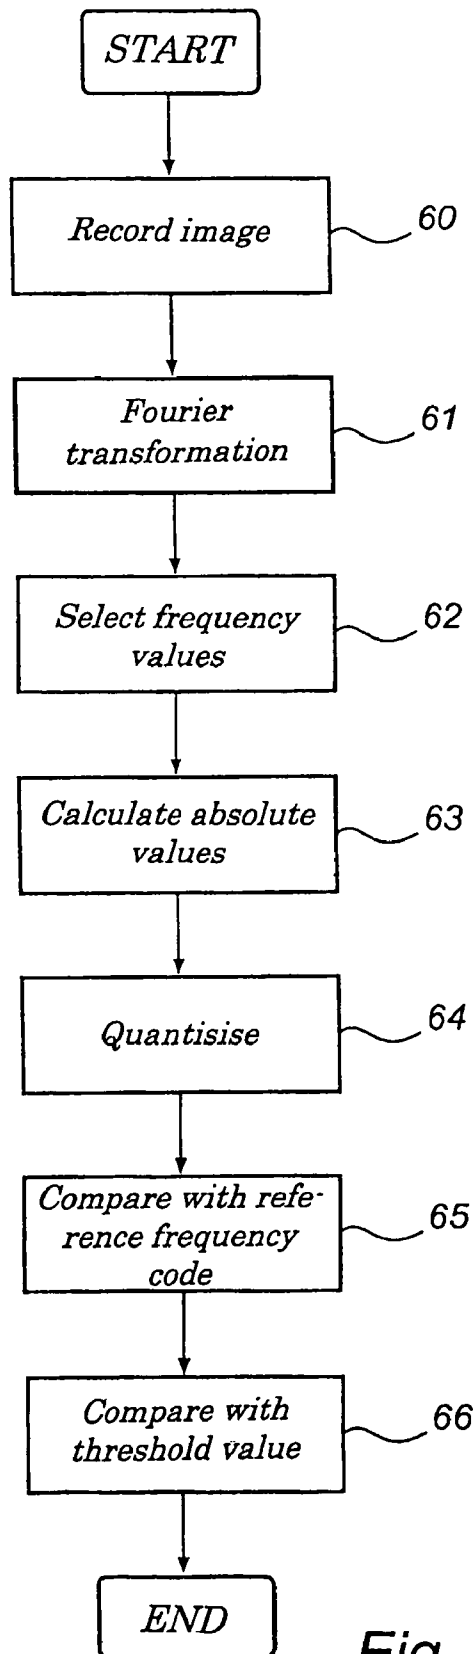 START
Record image
60
Fourier
transformation
61
Select frequency
values
62
Calculate absolute
values
63
Quantisise
64
Compare with refe-
rence frequency
code
65
Compare with
threshold value
66
END
Fig